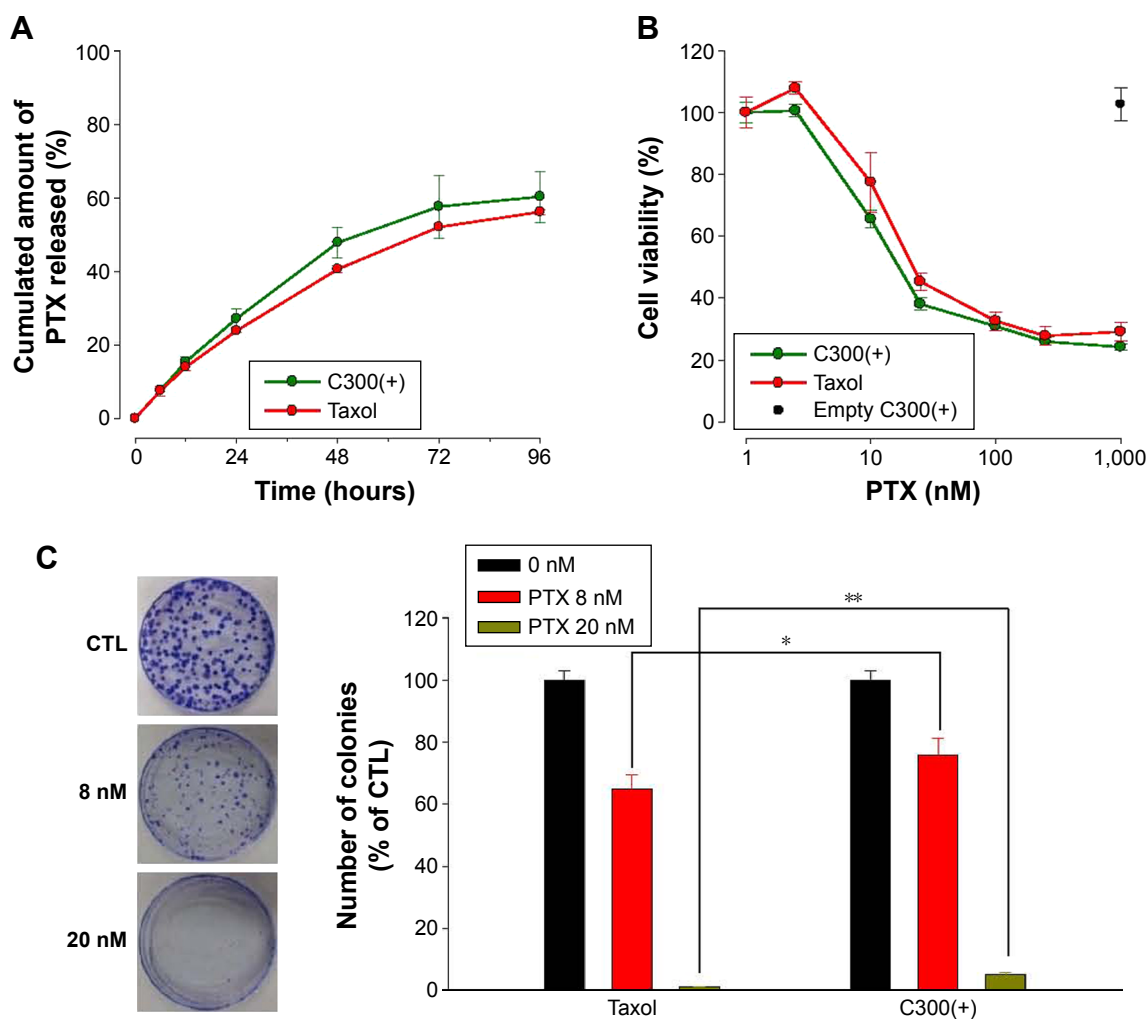 A
Cumulated amount of
PTX released (%)
100
80
60
40
20
0
C300(+)
Taxol
0
24
48
72
96
Time (hours)
B
Cell viability (%)
120
100
80
60
40
20
0
C300(+)
Taxol
Empty C300(+)
1
10
100
1,000
PTX (nM)
C
CTL
8 nM
20 nM
0 nM
PTX 8 nM
PTX 20 nM
Number of colonies
(% of CTL)
120
100
80
60
40
20
0
**
*
Taxol
C300(+)